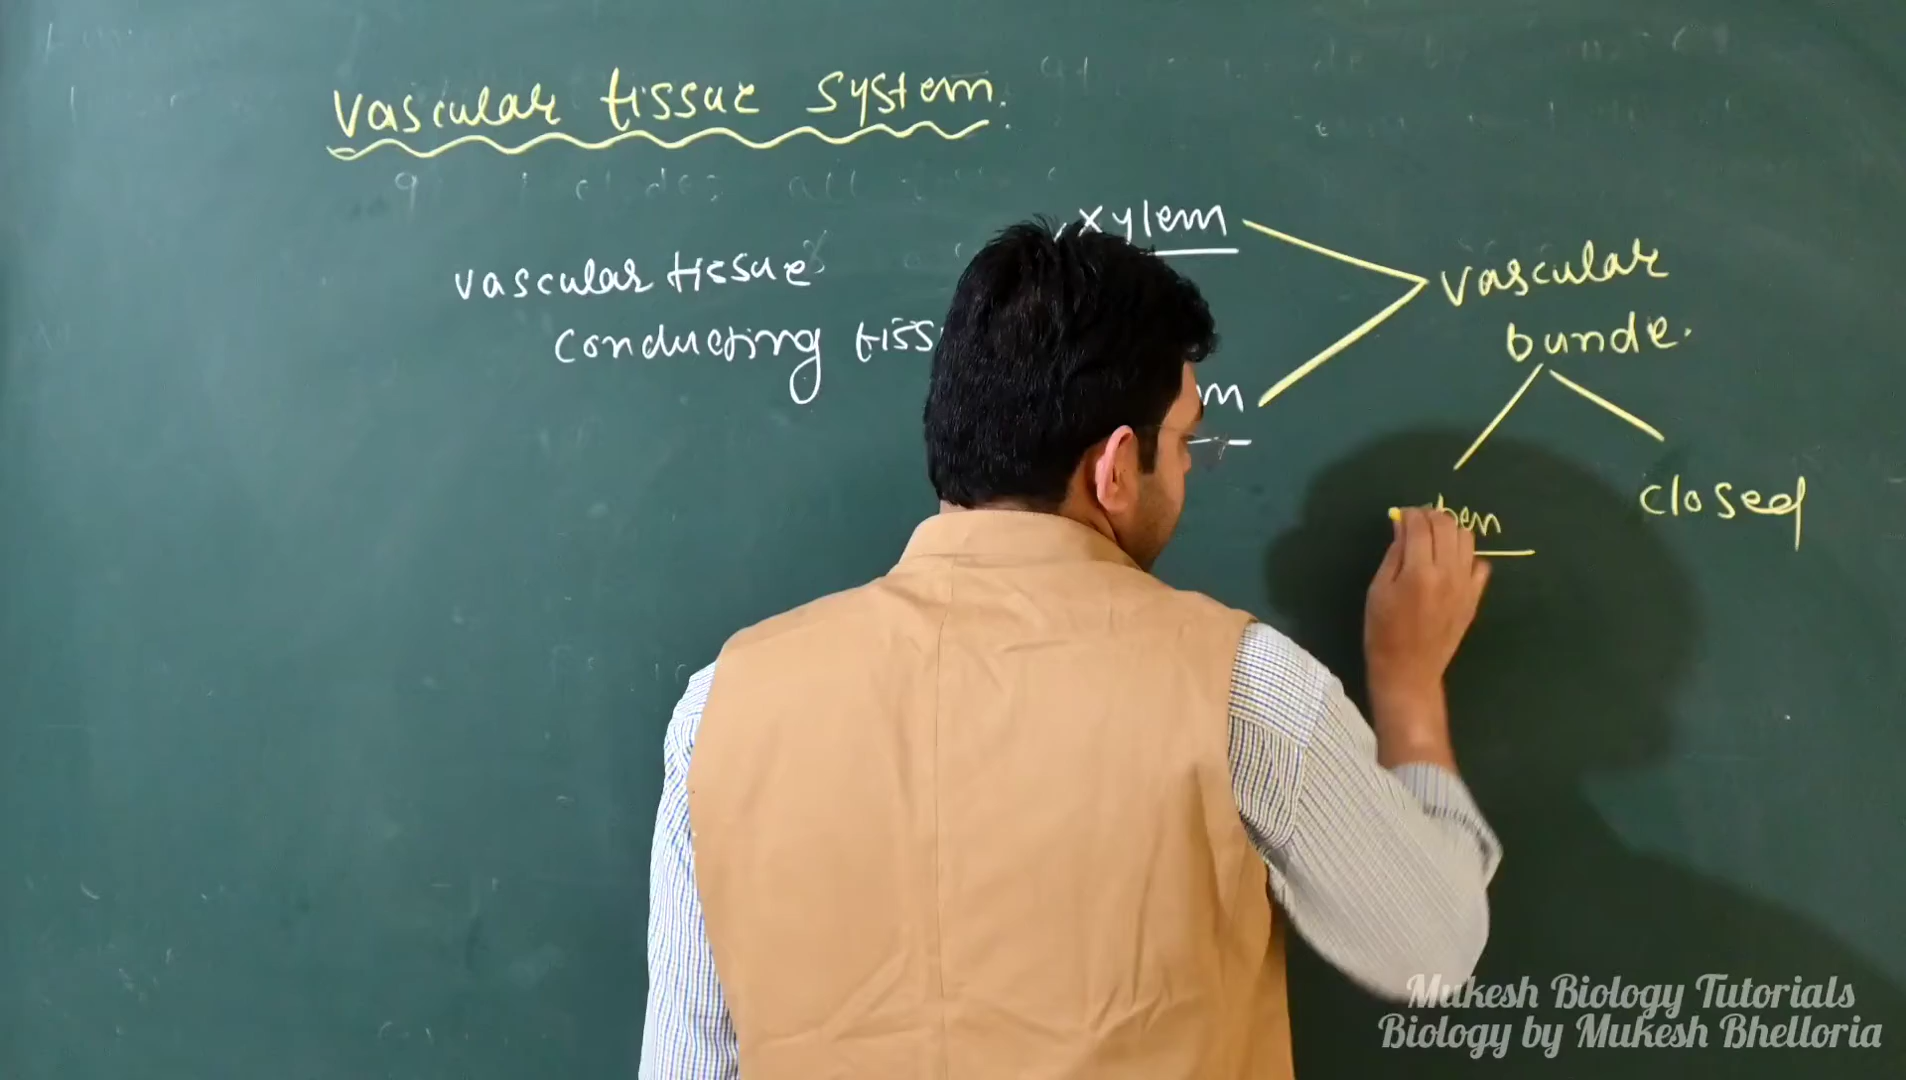 vascular tissue system.
xylem
vascular tissue
vascular
conducting
bunde.
closed
Mukesh Biology Tutorials
Biology by Mukesh Bhelloria